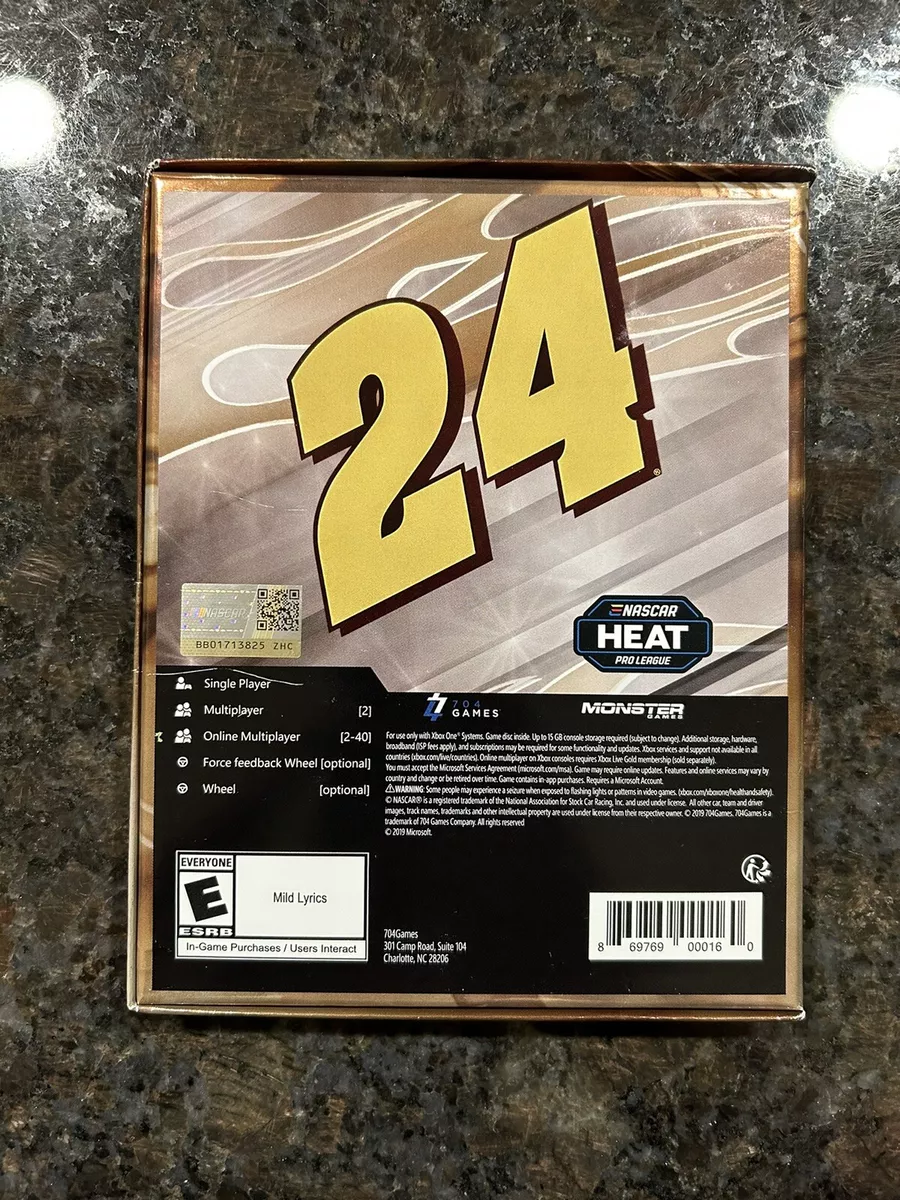 24
®
NASCAR
BB01713825 ZHC
NASCAR
HEAT
PRO LEAGUE
Single Player
Multiplayer [2]
Online Multiplayer [2-40]
Force feedback Wheel [optional]
Wheel [optional]
704
GAMES
MONSTER
GAMES
For use only with Xbox One® Systems. Game disc inside. Up to 15 GB console storage required (subject to change). Additional storage, hardware,
broadband (ISP fees apply), and subscriptions may be required for some functionality and updates. Xbox services and support not available in all
countries (xbox.com/live/countries). Online multiplayer on Xbox consoles requires Xbox Live Gold membership (sold separately).
You must accept the Microsoft Services Agreement (microsoft.com/msa). Game may require online updates. Features and online services may vary by
country and change or be retired over time. Game contains in-app purchases. Requires a Microsoft Account.
WARNING: Some people may experience a seizure when exposed to flashing lights or patterns in video games. (xbox.com/xboxone/healthandsafety).
© NASCAR® is a registered trademark of the National Association for Stock Car Racing, Inc. and used under license. All other car, team and driver
images, track names, trademarks and other intellectual property are used under license from their respective owner. © 2019 704Games. 704Games is a
trademark of 704 Games Company. All rights reserved
© 2019 Microsoft.
EVERYONE
E
ESRB
Mild Lyrics
In-Game Purchases / Users Interact
704Games
301 Camp Road, Suite 104
Charlotte, NC 28206
8 69769 00016 0